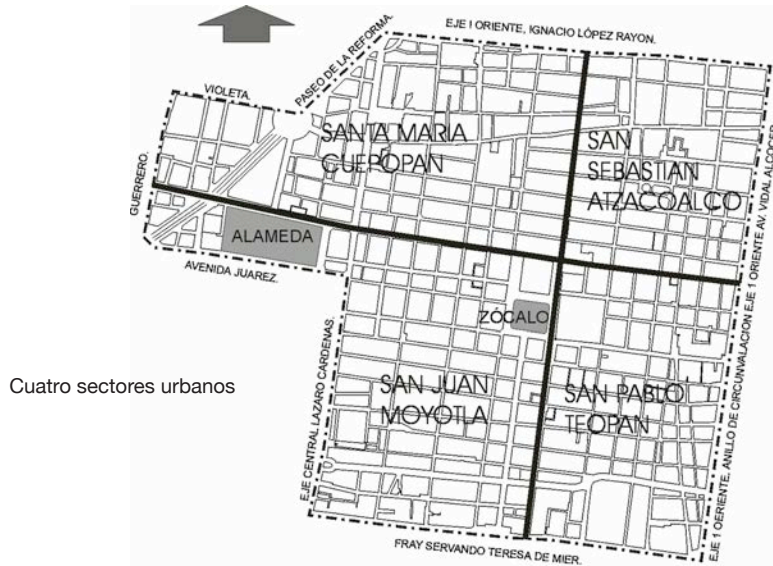 EJE I ORIENTE, IGNACIO LÓPEZ RAYON.
PASEO DE LA REFORMA.
VIOLETA.
SANTA MARIA
CUEPOPAN
SAN
SEBASTIAN
ATZACOALCO
GUERRERO.
ALAMEDA
AVENIDA JUAREZ.
ZÓCALO
Cuatro sectores urbanos
SAN JUAN
MOYOTLA
SAN PABLO
TEOPAN
EJE CENTRAL LAZARO CARDENAS.
EJE 1 OERIENTE, ANILLO DE CIRCUNVALACION EJE 1 ORIENTE AV. VIDAL ALCOCER.
FRAY SERVANDO TERESA DE MIER.